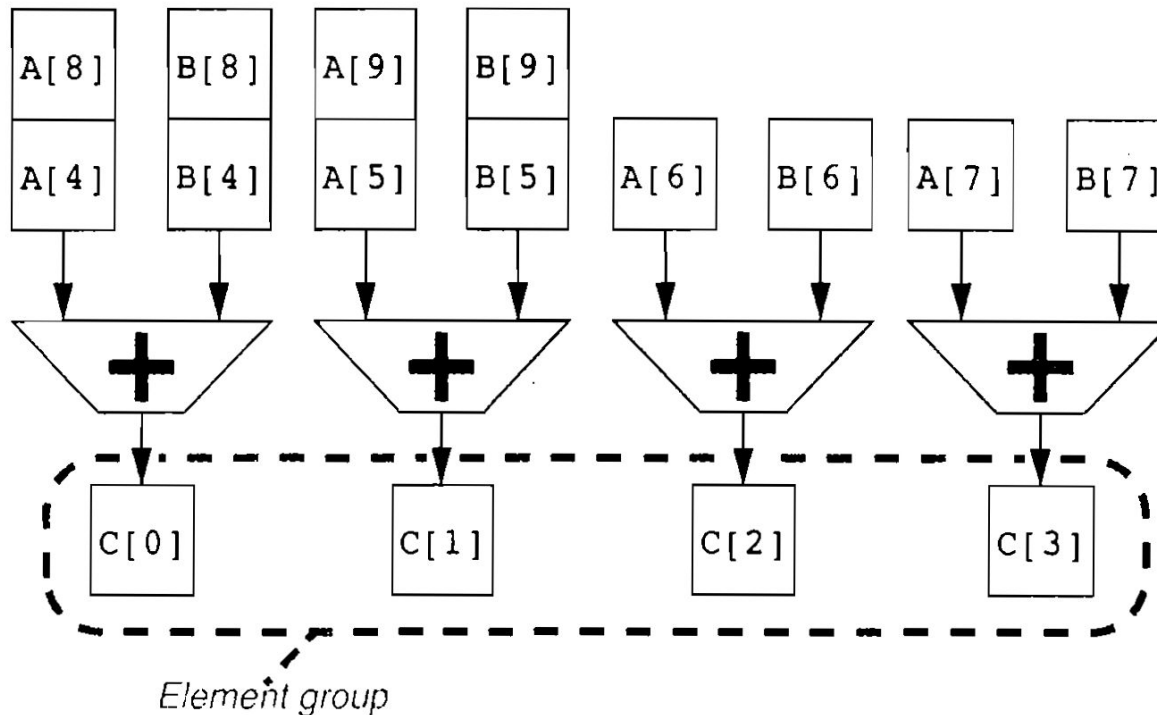 A[8] B[8] A[9] B[9]
A[4] B[4] A[5] B[5] A[6] B[6] A[7] B[7]
+ + + +
C[0] C[1] C[2] C[3]
Element group